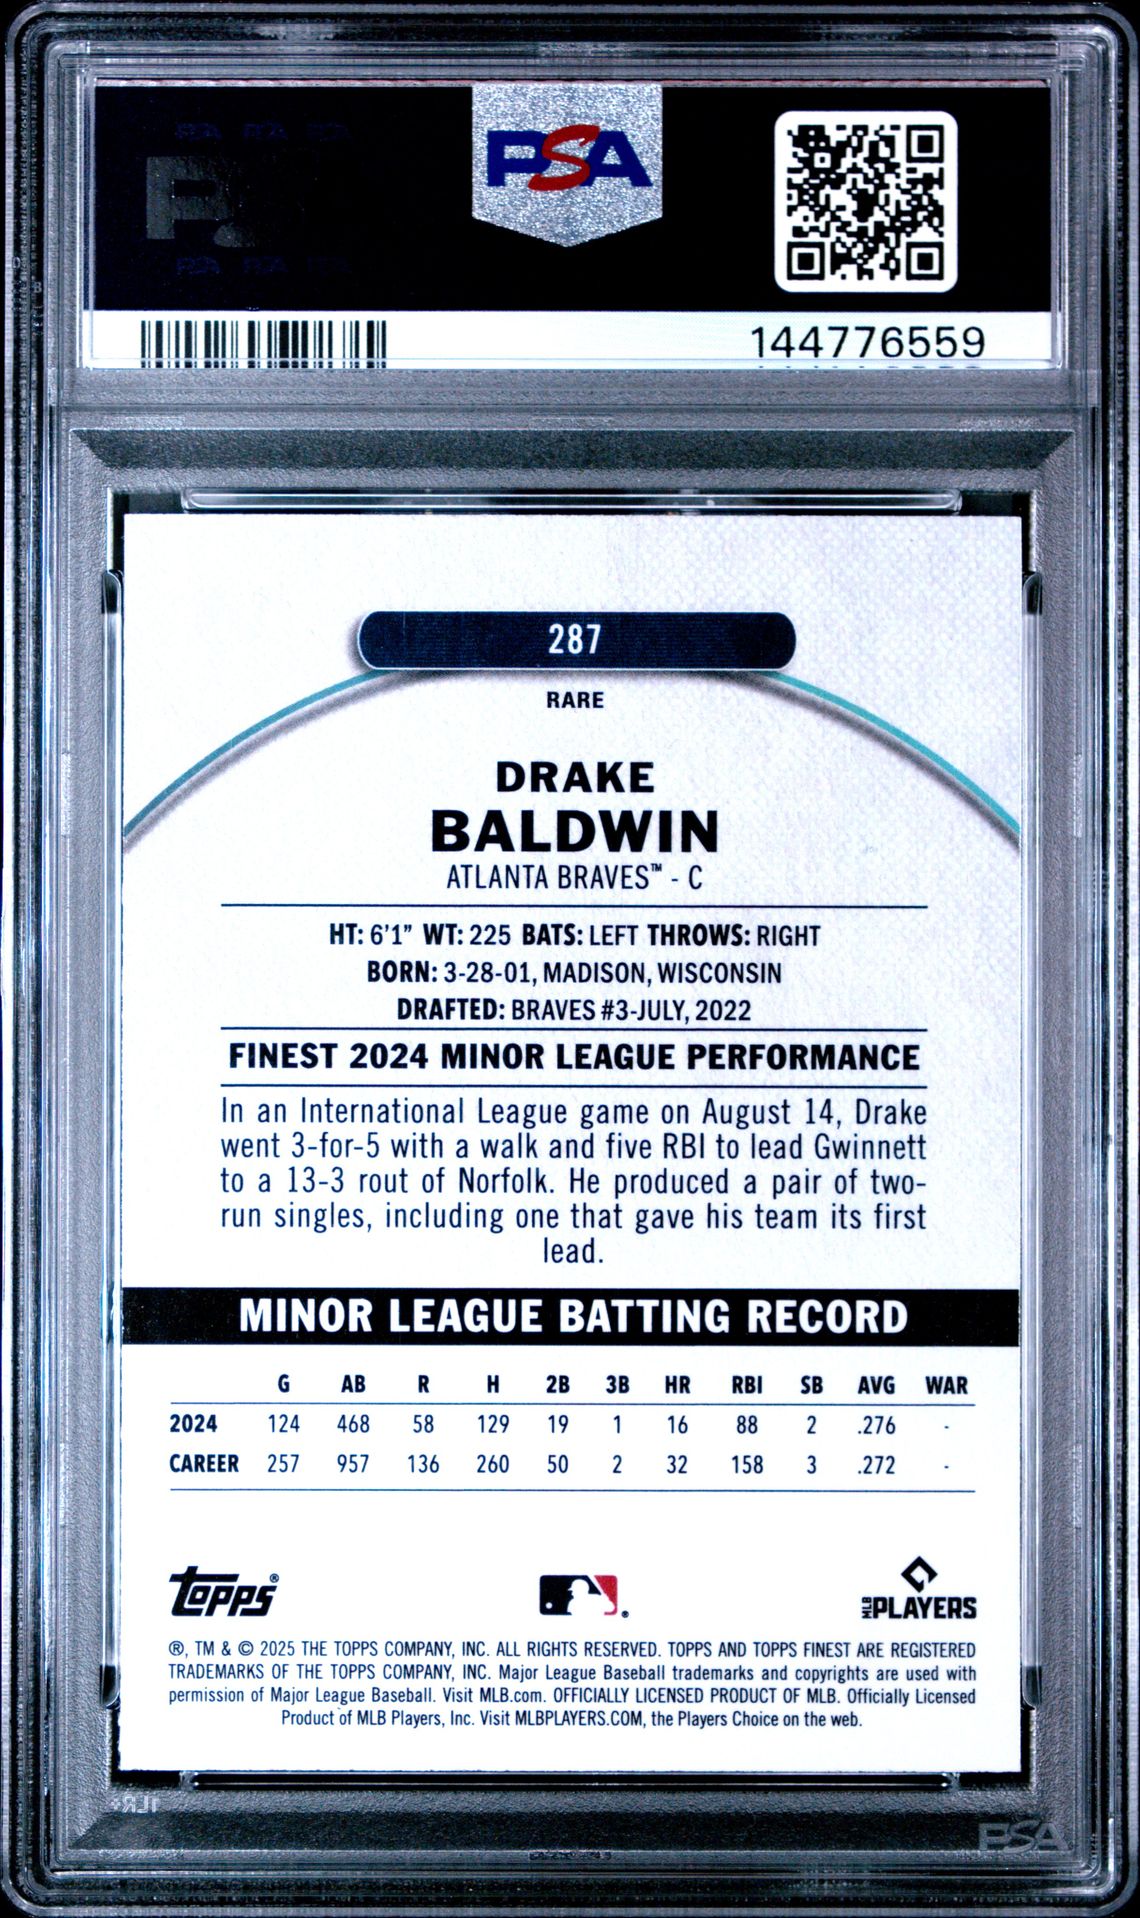 PSA
144776559
287
RARE
DRAKE
BALDWIN
ATLANTA BRAVES™ - C
HT: 6'1" WT: 225 BATS: LEFT THROWS: RIGHT
BORN: 3-28-01, MADISON, WISCONSIN
DRAFTED: BRAVES #3-JULY, 2022
FINEST 2024 MINOR LEAGUE PERFORMANCE
In an International League game on August 14, Drake
went 3-for-5 with a walk and five RBI to lead Gwinnett
to a 13-3 rout of Norfolk. He produced a pair of two-
run singles, including one that gave his team its first
lead.
MINOR LEAGUE BATTING RECORD
G AB R H 2B 3B HR RBI SB AVG WAR
2024 124 468 58 129 19 1 16 88 2 .276 -
CAREER 257 957 136 260 50 2 32 158 3 .272 -
topps®
®
MLB PLAYERS
®, TM & © 2025 THE TOPPS COMPANY, INC. ALL RIGHTS RESERVED. TOPPS AND TOPPS FINEST ARE REGISTERED
TRADEMARKS OF THE TOPPS COMPANY, INC. Major League Baseball trademarks and copyrights are used with
permission of Major League Baseball. Visit MLB.com. OFFICIALLY LICENSED PRODUCT OF MLB. Officially Licensed
Product of MLB Players, Inc. Visit MLBPLAYERS.COM, the Players Choice on the web.
PSA